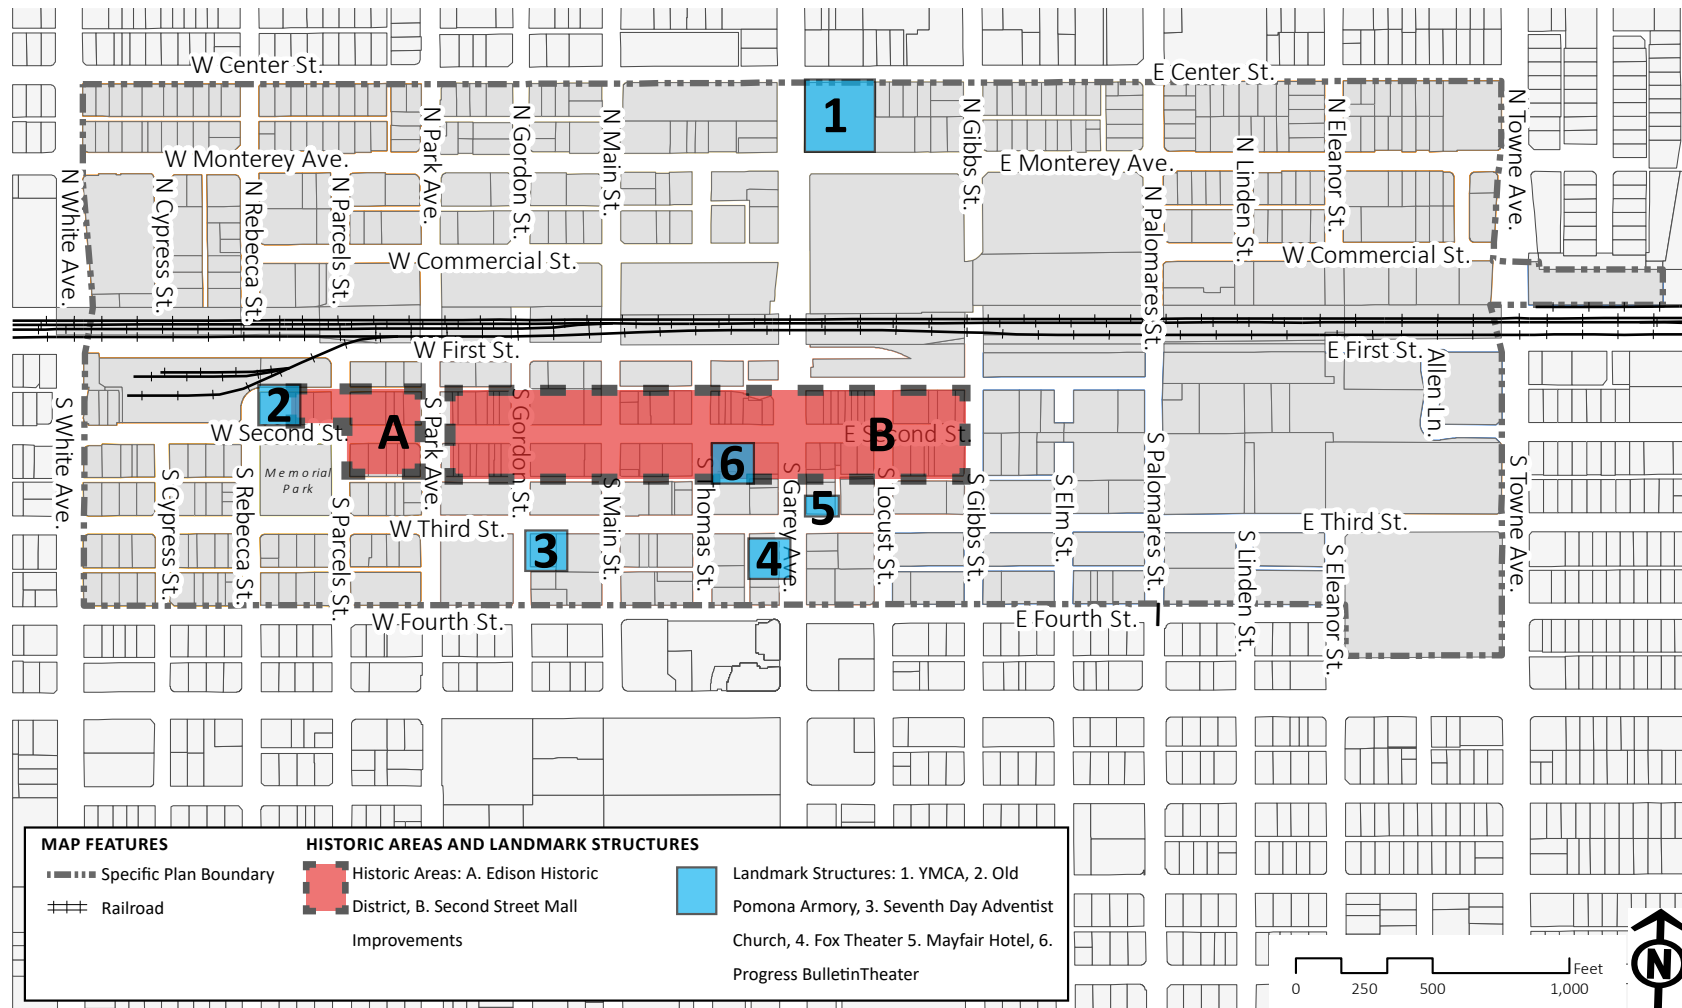 W Center St.
E Center St.
1
N White Ave.
N Cypress St.
N Rebecca St.
N Parcels St.
N Park Ave.
N Gordon St.
N Main St.
N Gibbs St.
N Palomares St.
N Linden St.
N Eleanor St.
N Towne Ave.
W Monterey Ave.
E Monterey Ave.
W Commercial St.
W Commercial St.
W First St.
E First St.
Allen Ln.
2
A
B
W Second St.
E Second St.
6
5
Memorial
Park
S White Ave.
S Cypress St.
S Rebecca St.
S Parcels St.
S Park Ave.
S Gordon St.
S Main St.
S Thomas St.
S Garey Ave.
S Locust St.
S Gibbs St.
S Elm St.
S Palomares St.
S Linden St.
S Eleanor St.
S Towne Ave.
W Third St.
E Third St.
3
4
W Fourth St.
E Fourth St.
MAP FEATURES
Specific Plan Boundary
Railroad
HISTORIC AREAS AND LANDMARK STRUCTURES
Historic Areas: A. Edison Historic
District, B. Second Street Mall
Improvements
Landmark Structures: 1. YMCA, 2. Old
Pomona Armory, 3. Seventh Day Adventist
Church, 4. Fox Theater 5. Mayfair Hotel, 6.
Progress BulletinTheater
Feet
0 250 500 1,000
N